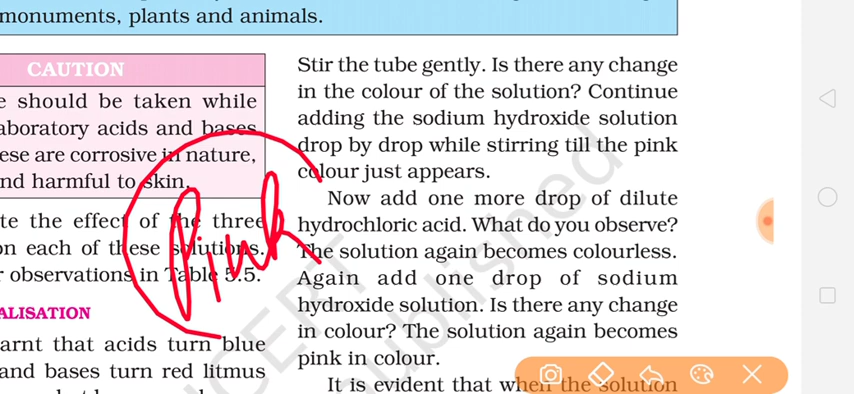 monuments, plants and animals.
CAUTION
e should be taken while
aboratory acids and bases
ese are corrosive in nature,
nd harmful to skin.
te the effect of the three
on each of these solutions.
r observations in Table 5.5.
ALISATION
arnt that acids turn blue
and bases turn red litmus
Pink
Stir the tube gently. Is there any change
in the colour of the solution? Continue
adding the sodium hydroxide solution
drop by drop while stirring till the pink
colour just appears.
Now add one more drop of dilute
hydrochloric acid. What do you observe?
The solution again becomes colourless.
Again add one drop of sodium
hydroxide solution. Is there any change
in colour? The solution again becomes
pink in colour.
It is evident that when the solution
NCERT
published